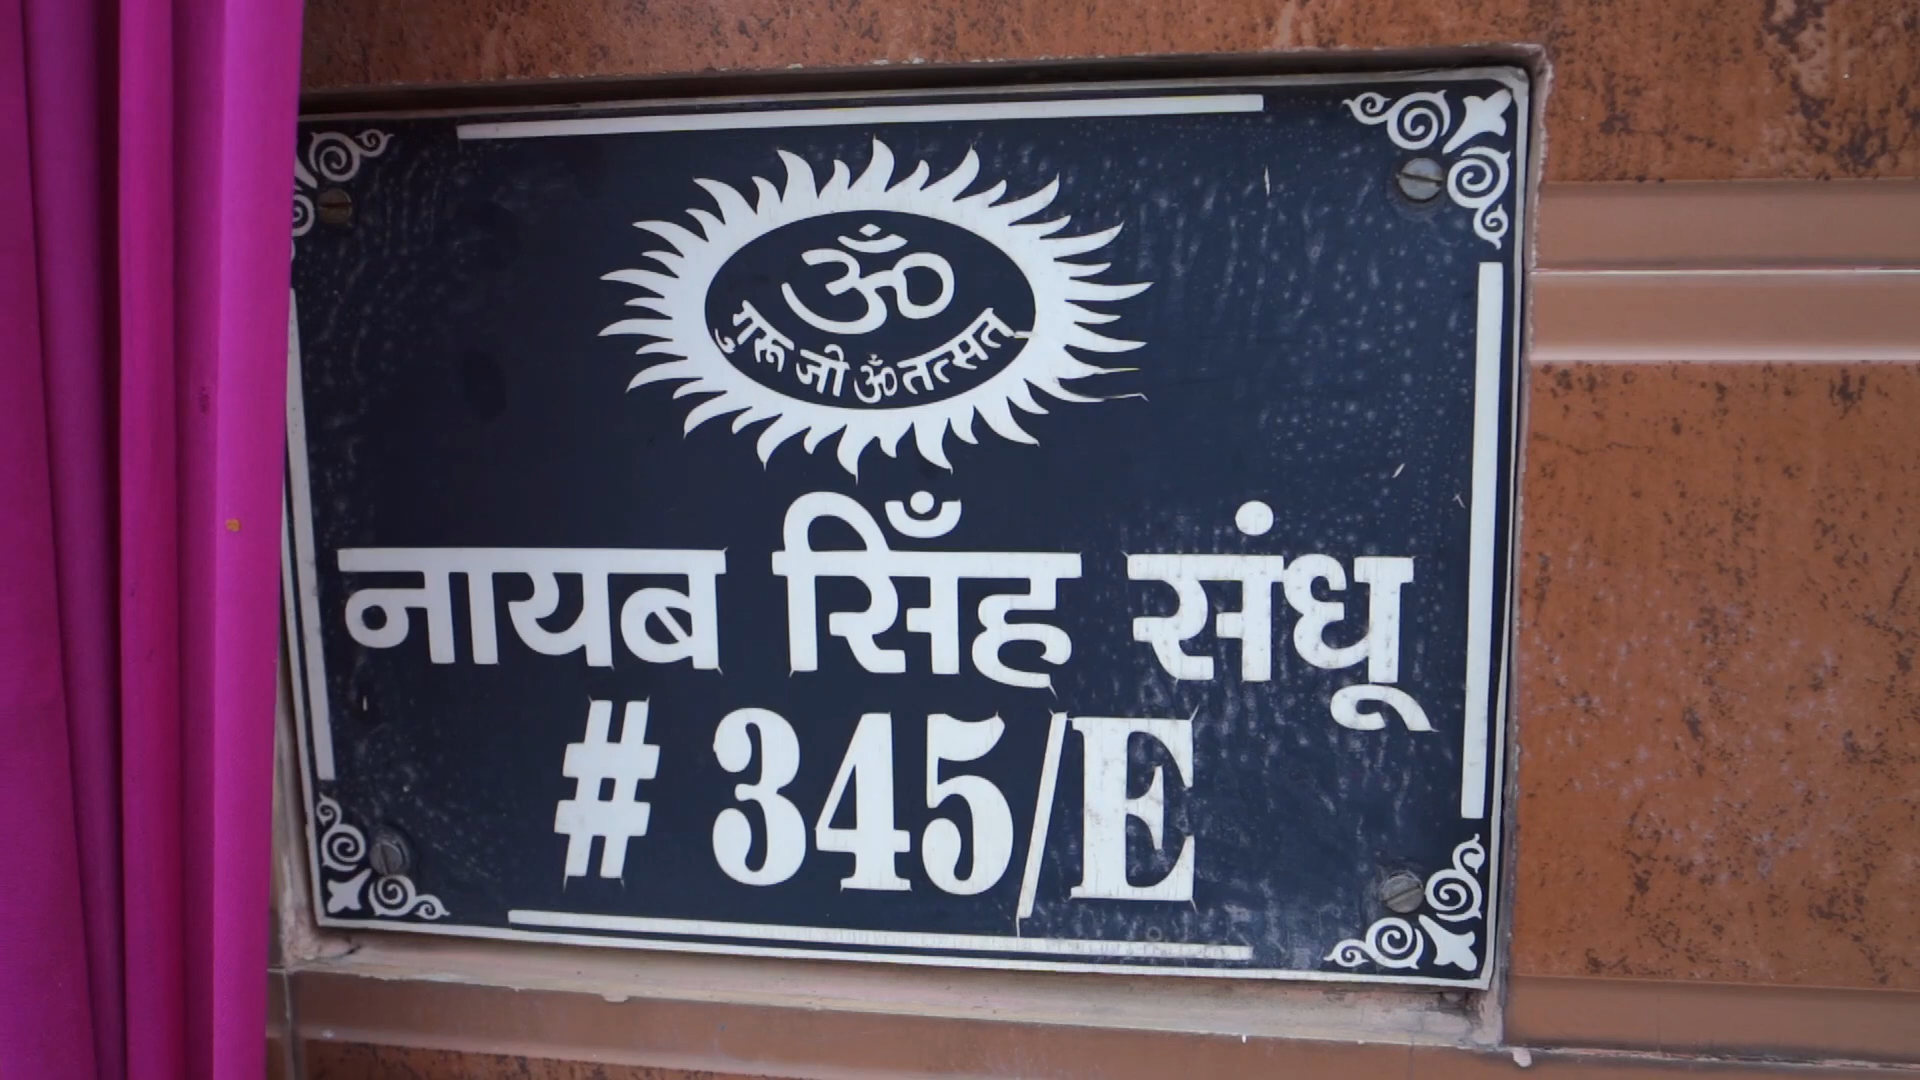 ॐ
गुरू जी ॐ तत्सत्
नायब सिँह संधू
# 345/E